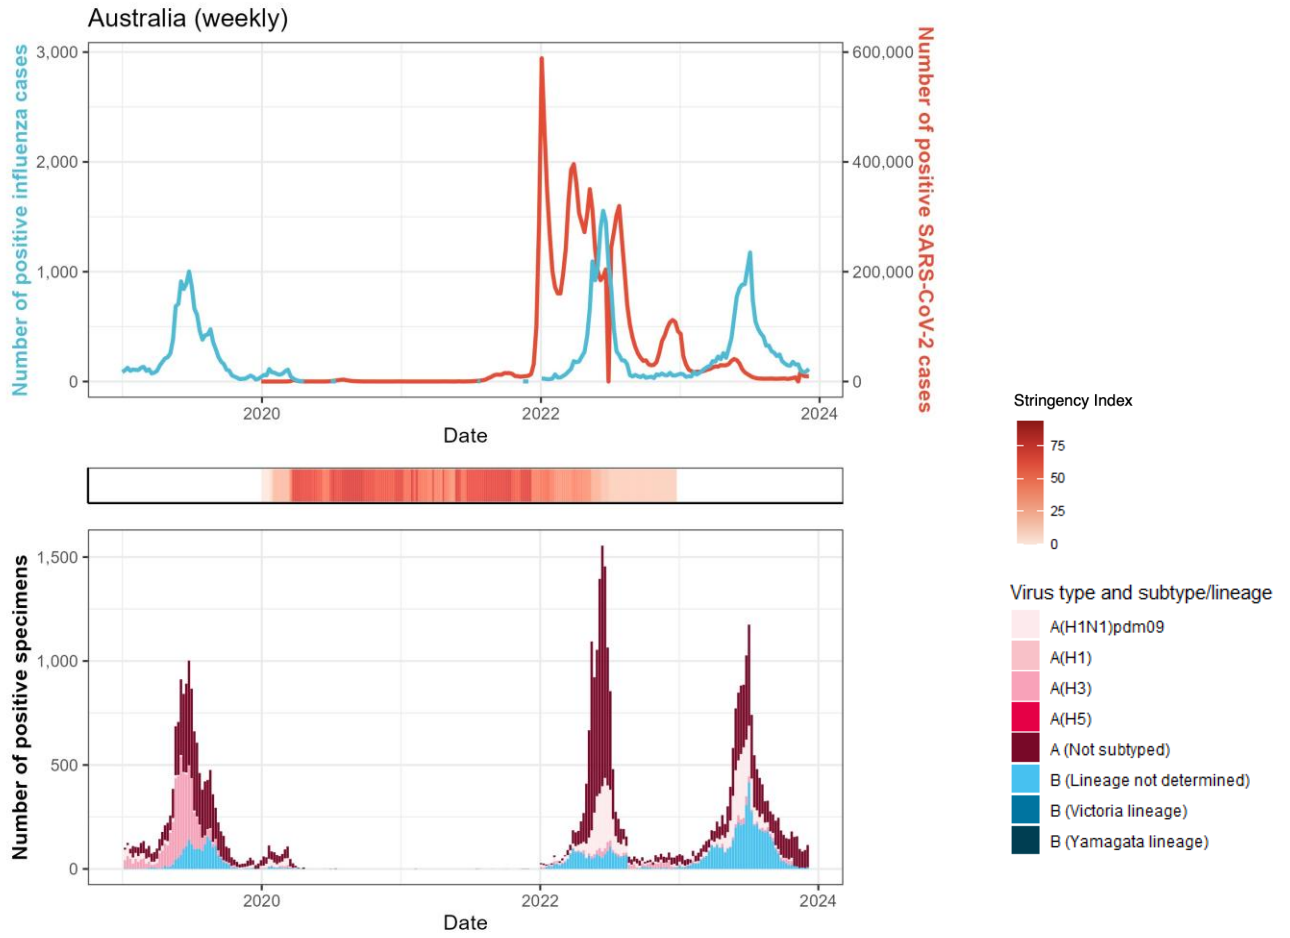 Australia (weekly)
Number of positive influenza cases
3,000
2,000
1,000
0
600,000
400,000
200,000
0
Number of positive SARS-CoV-2 cases
2020
2022
2024
Date
Stringency Index
75
50
25
0
Number of positive specimens
1,500
1,000
500
0
2020
2022
2024
Date
Virus type and subtype/lineage
A(H1N1)pdm09
A(H1)
A(H3)
A(H5)
A (Not subtyped)
B (Lineage not determined)
B (Victoria lineage)
B (Yamagata lineage)